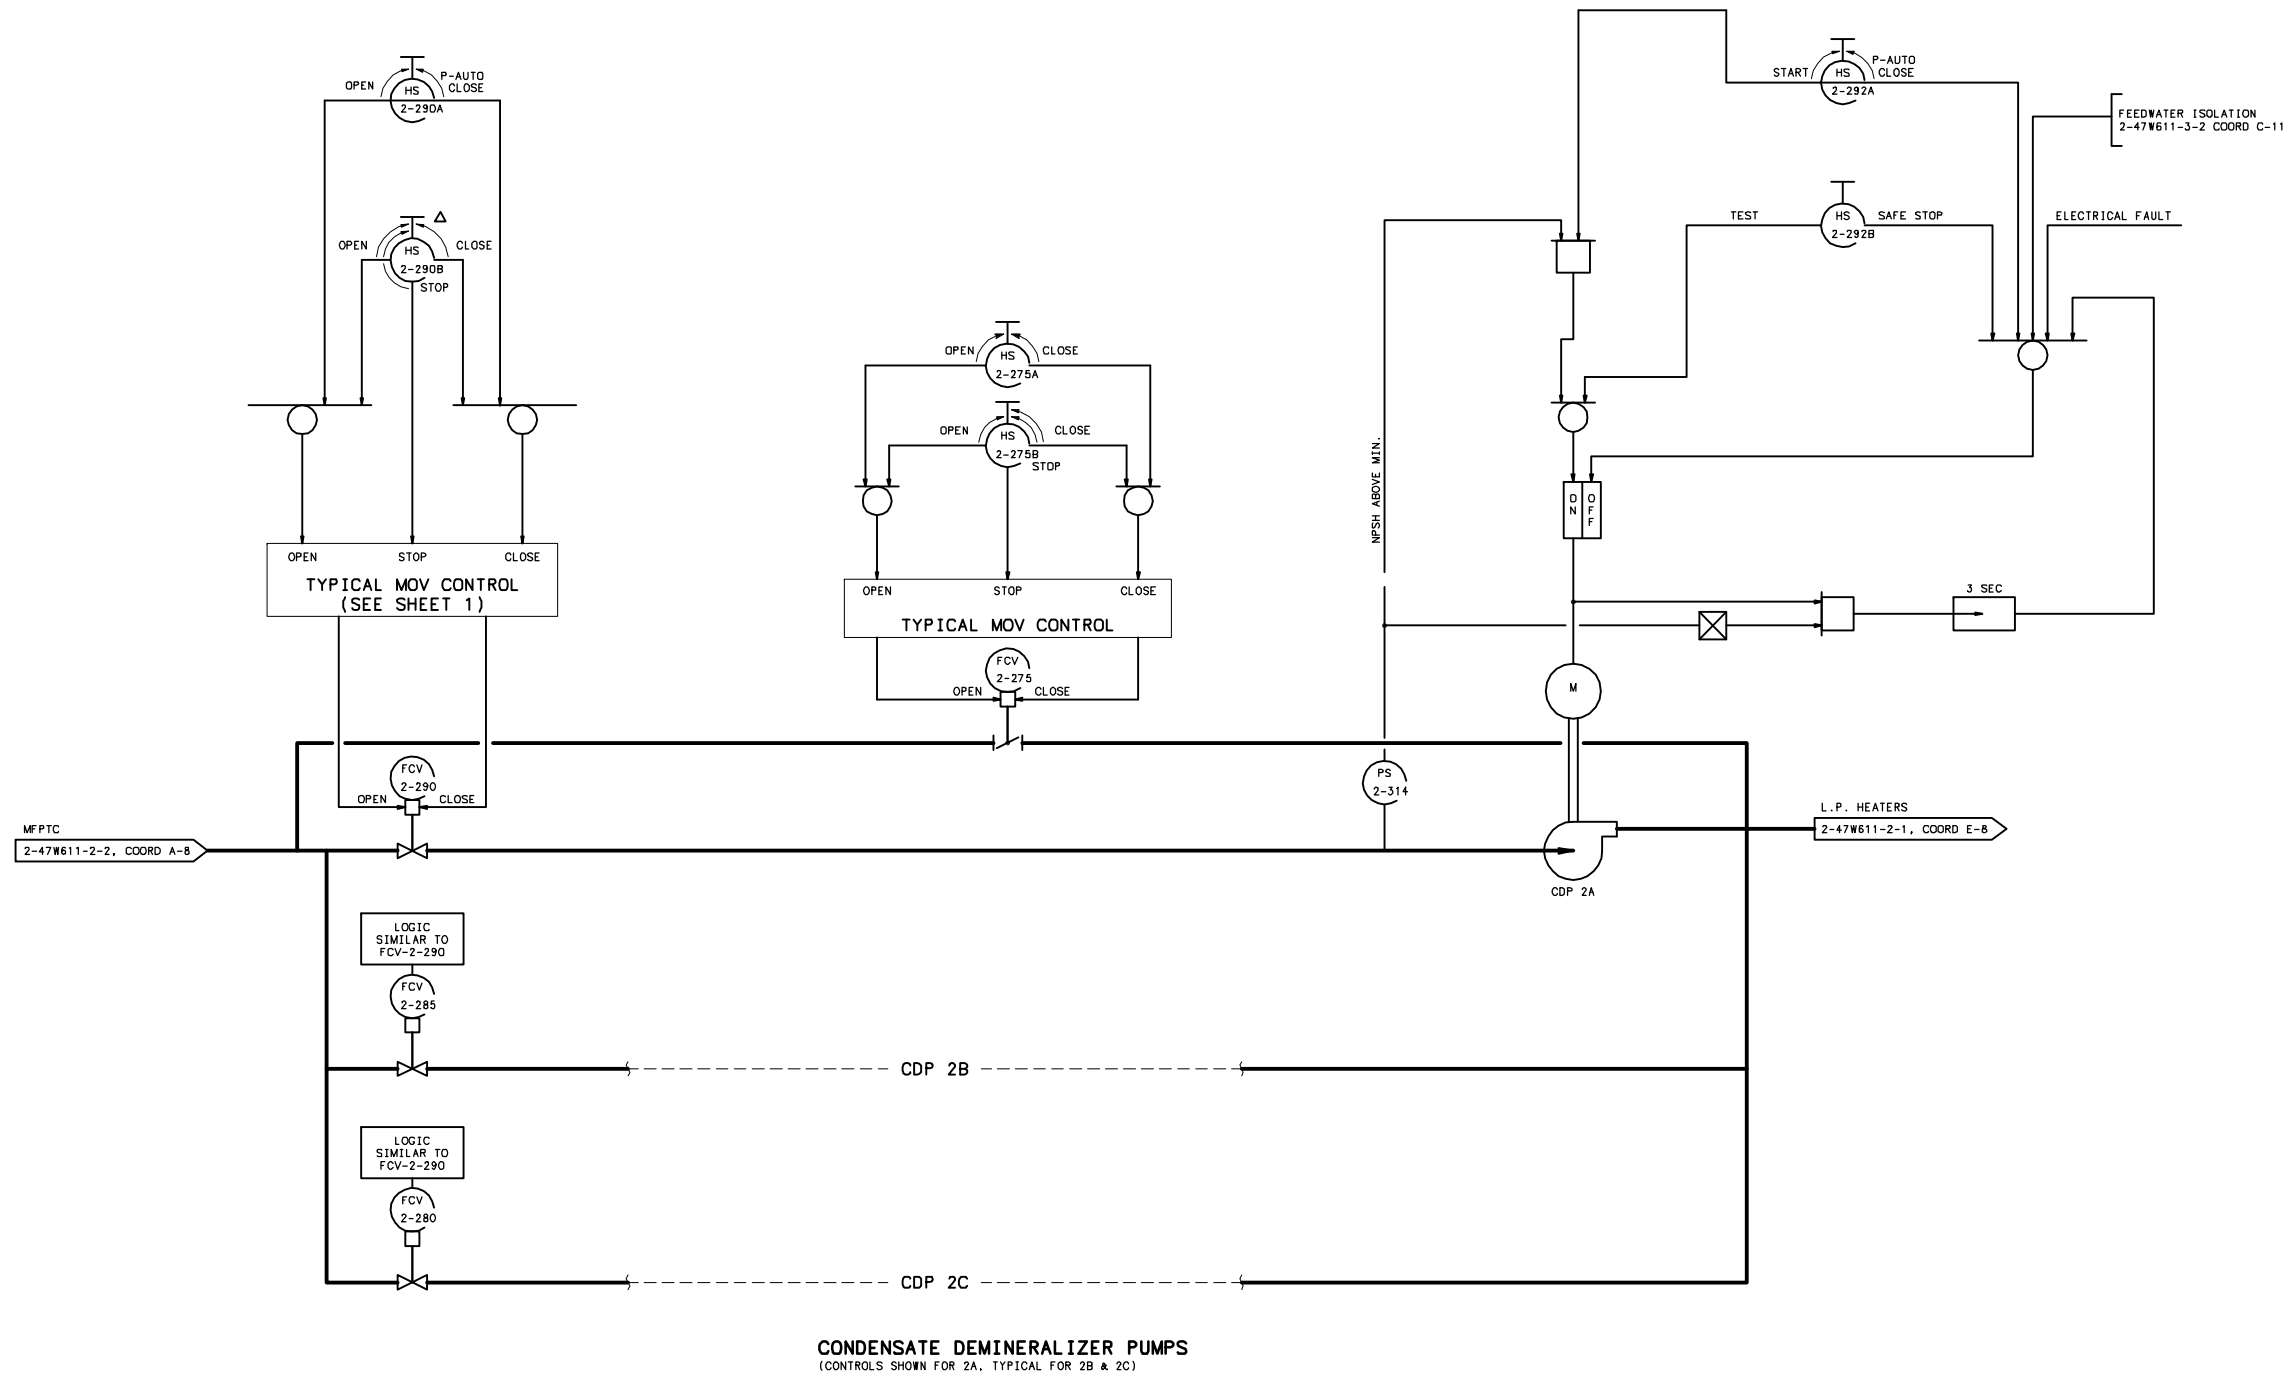 P-AUTO
OPEN
CLOSE
HS
2-290A
OPEN
HS
CLOSE
2-290B
STOP
OPEN
STOP
CLOSE
TYPICAL MOV CONTROL
(SEE SHEET 1)
FCV
2-290
OPEN
CLOSE
OPEN
CLOSE
HS
2-275A
OPEN
CLOSE
HS
2-275B
STOP
OPEN
STOP
CLOSE
TYPICAL MOV CONTROL
FCV
2-275
OPEN
CLOSE
START
HS
P-AUTO
CLOSE
2-292A
FEEDWATER ISOLATION
2-47W611-3-2 COORD C-11
TEST
HS
SAFE STOP
2-292B
ELECTRICAL FAULT
NPSH ABOVE MIN.
ON
OFF
3 SEC
M
PS
2-314
MFPTC
2-47W611-2-2, COORD A-8
L.P. HEATERS
2-47W611-2-1, COORD E-8
CDP 2A
LOGIC
SIMILAR TO
FCV-2-290
FCV
2-285
CDP 2B
LOGIC
SIMILAR TO
FCV-2-290
FCV
2-280
CDP 2C
CONDENSATE DEMINERALIZER PUMPS
(CONTROLS SHOWN FOR 2A, TYPICAL FOR 2B & 2C)